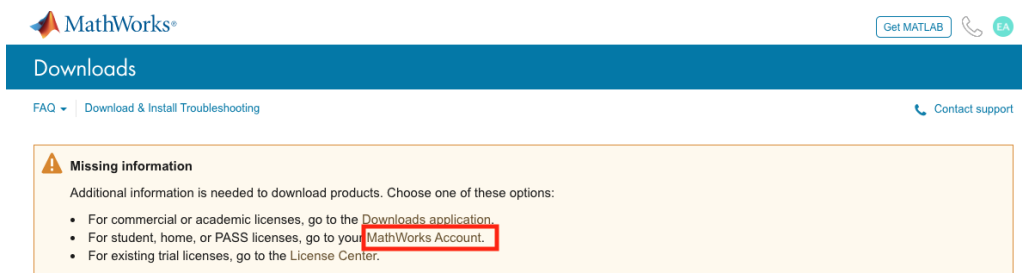 MathWorks®
Get MATLAB
EA
Downloads
FAQ
Download & Install Troubleshooting
Contact support
Missing information
Additional information is needed to download products. Choose one of these options:
• For commercial or academic licenses, go to the Downloads application.
• For student, home, or PASS licenses, go to your MathWorks Account.
• For existing trial licenses, go to the License Center.